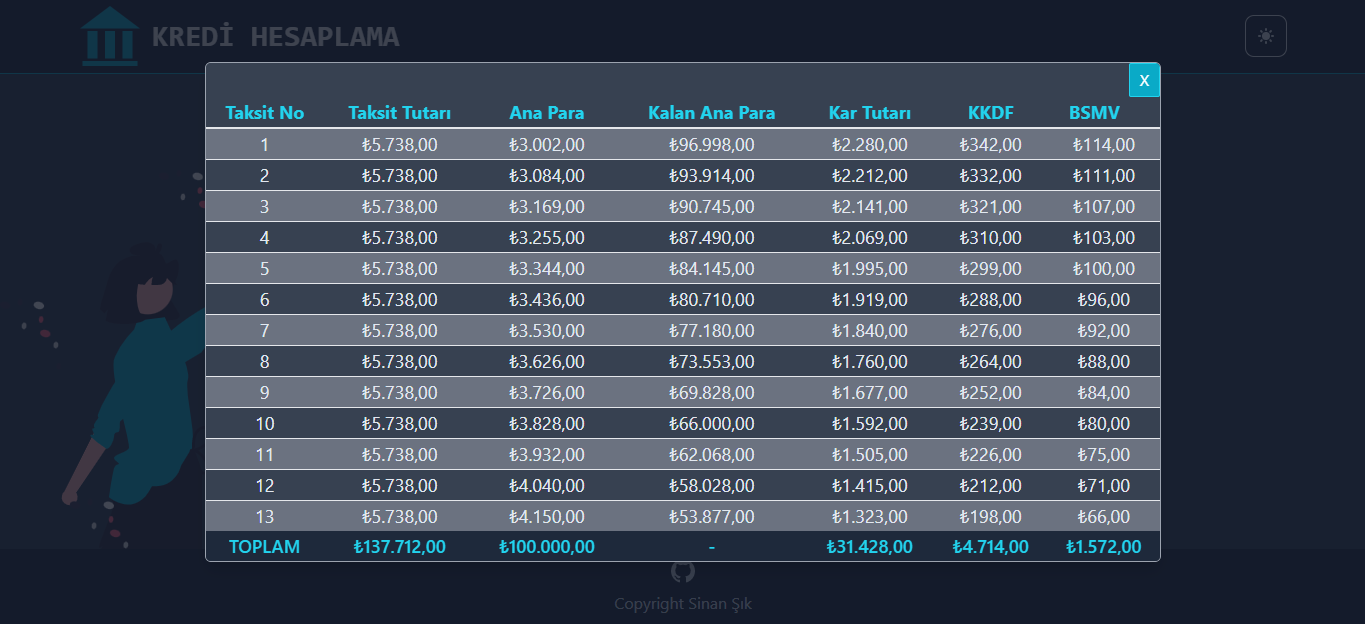 KREDİ HESAPLAMA
X
Taksit No Taksit Tutarı Ana Para Kalan Ana Para Kar Tutarı KKDF BSMV
1 ₺5.738,00 ₺3.002,00 ₺96.998,00 ₺2.280,00 ₺342,00 ₺114,00
2 ₺5.738,00 ₺3.084,00 ₺93.914,00 ₺2.212,00 ₺332,00 ₺111,00
3 ₺5.738,00 ₺3.169,00 ₺90.745,00 ₺2.141,00 ₺321,00 ₺107,00
4 ₺5.738,00 ₺3.255,00 ₺87.490,00 ₺2.069,00 ₺310,00 ₺103,00
5 ₺5.738,00 ₺3.344,00 ₺84.145,00 ₺1.995,00 ₺299,00 ₺100,00
6 ₺5.738,00 ₺3.436,00 ₺80.710,00 ₺1.919,00 ₺288,00 ₺96,00
7 ₺5.738,00 ₺3.530,00 ₺77.180,00 ₺1.840,00 ₺276,00 ₺92,00
8 ₺5.738,00 ₺3.626,00 ₺73.553,00 ₺1.760,00 ₺264,00 ₺88,00
9 ₺5.738,00 ₺3.726,00 ₺69.828,00 ₺1.677,00 ₺252,00 ₺84,00
10 ₺5.738,00 ₺3.828,00 ₺66.000,00 ₺1.592,00 ₺239,00 ₺80,00
11 ₺5.738,00 ₺3.932,00 ₺62.068,00 ₺1.505,00 ₺226,00 ₺75,00
12 ₺5.738,00 ₺4.040,00 ₺58.028,00 ₺1.415,00 ₺212,00 ₺71,00
13 ₺5.738,00 ₺4.150,00 ₺53.877,00 ₺1.323,00 ₺198,00 ₺66,00
TOPLAM ₺137.712,00 ₺100.000,00 - ₺31.428,00 ₺4.714,00 ₺1.572,00
Copyright Sinan Şık